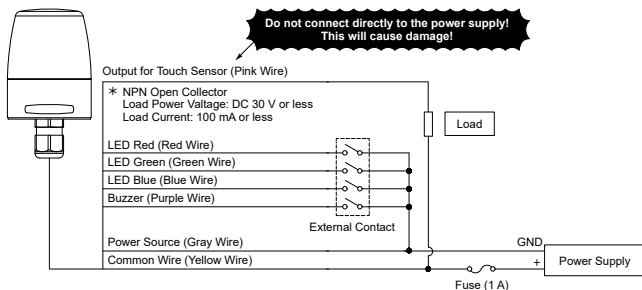 Do not connect directly to the power supply!
This will cause damage!
Output for Touch Sensor (Pink Wire)
* NPN Open Collector
Load Power Valtage: DC 30 V or less
Load Current: 100 mA or less
Load
LED Red (Red Wire)
LED Green (Green Wire)
LED Blue (Blue Wire)
Buzzer (Purple Wire)
External Contact
Power Source (Gray Wire)
GND
Common Wire (Yellow Wire)
+
Power Supply
Fuse (1 A)